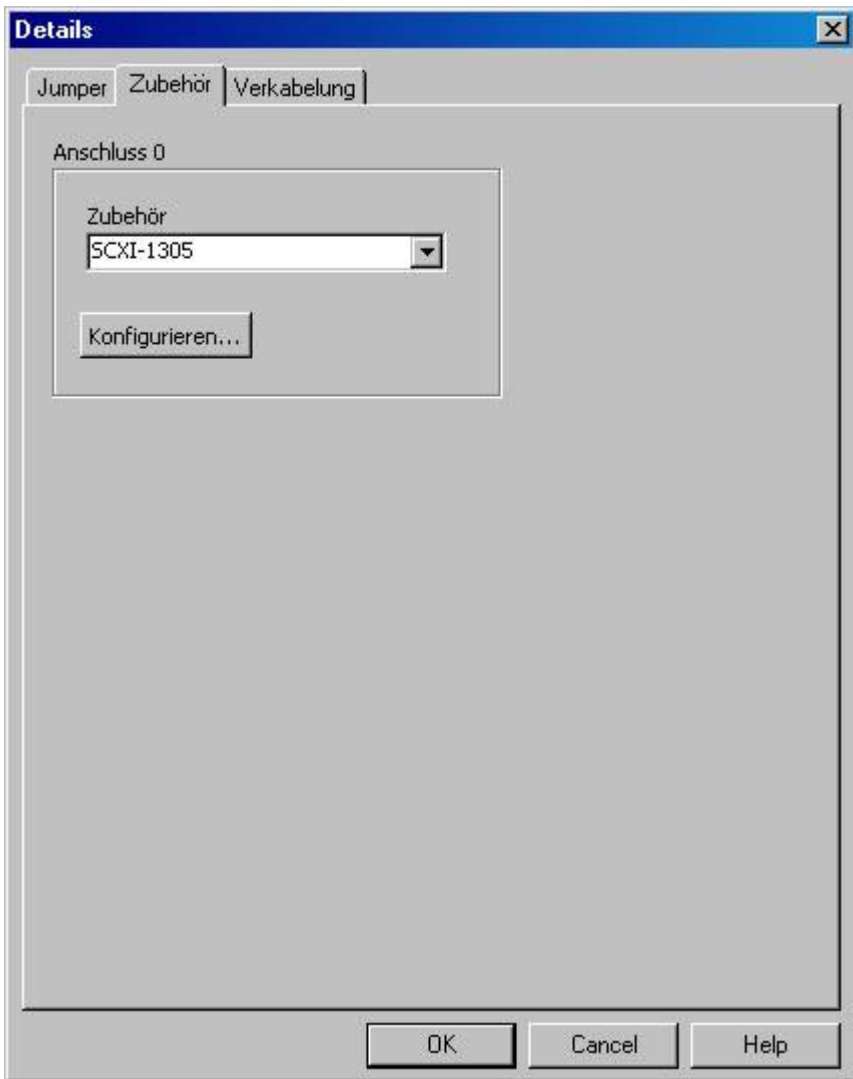 Details
Jumper Zubehör Verkabelung
Anschluss 0
Zubehör
SCXI-1305
Konfigurieren...
OK Cancel Help